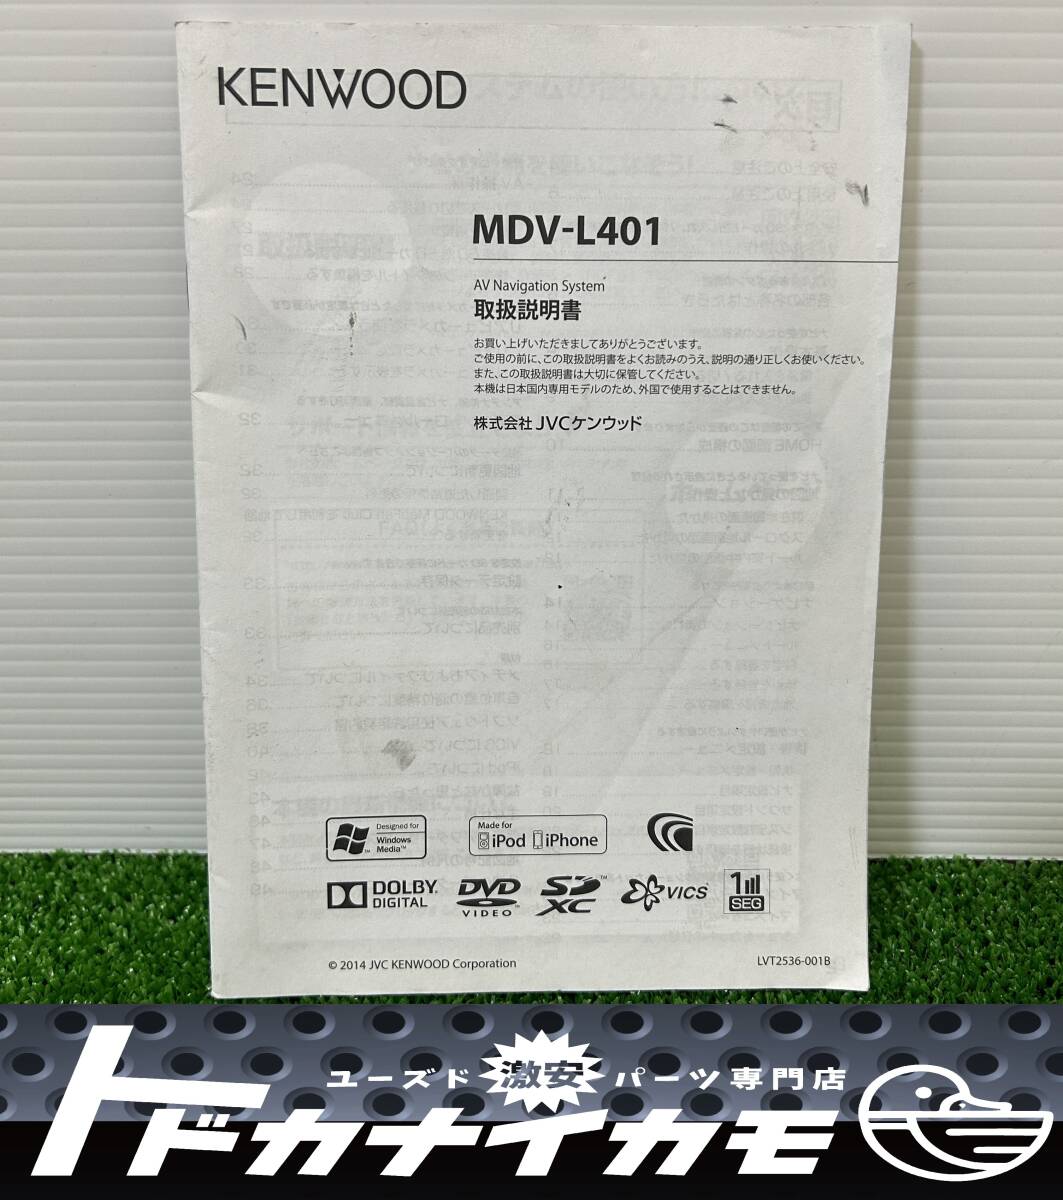 KENWOOD
MDV-L401
AV Navigation System
取扱説明書
お買い上げいただきましてありがとうございます。
ご使用の前に、この取扱説明書をよくお読みのうえ、説明の通り正しくお使いください。
また、この取扱説明書は大切に保管してください。
本機は日本国内専用モデルのため、外国で使用することはできません。
株式会社 JVCケンウッド
Designed for
Windows
Media™
Made for
iPod iPhone
DOLBY
DIGITAL
DVD
VIDEO™
SD™
XC
VICS
1
SEG
© 2014 JVC KENWOOD Corporation
LVT2536-001B
ユーズド 激安 パーツ専門店
トドカナイカモ